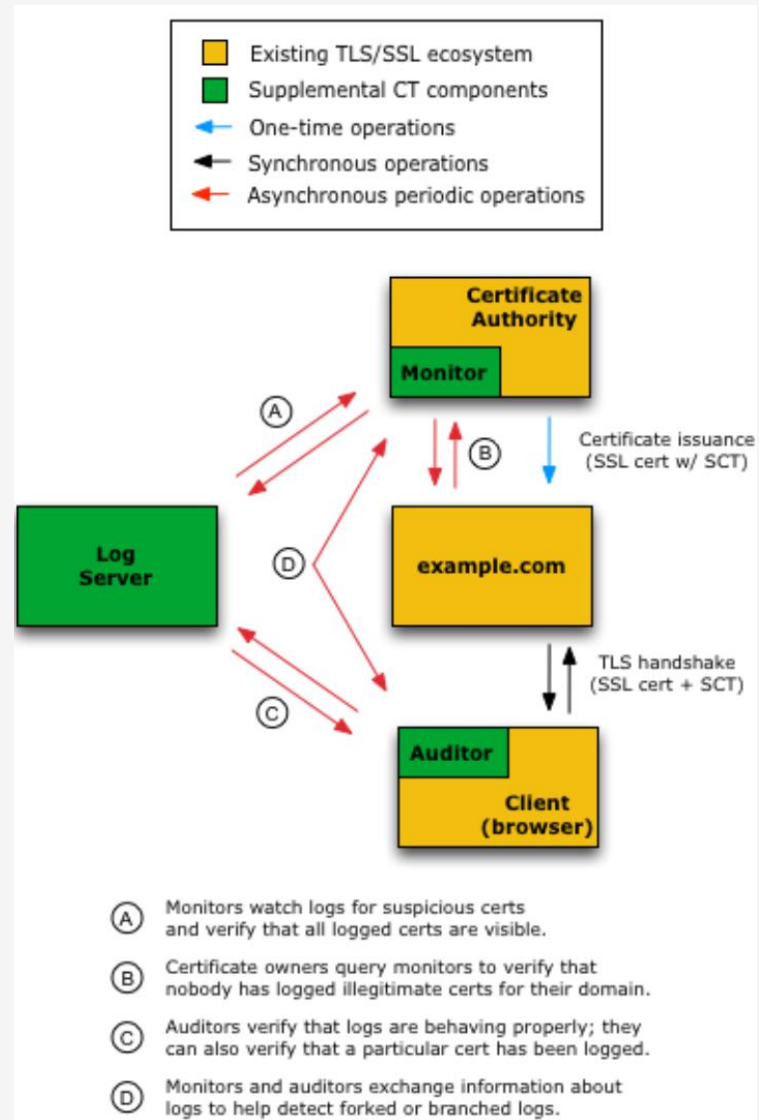 Existing TLS/SSL ecosystem
Supplemental CT components
One-time operations
Synchronous operations
Asynchronous periodic operations
Certificate
Authority
Monitor
A
B
Certificate issuance
(SSL cert w/ SCT)
Log
Server
D
example.com
TLS handshake
(SSL cert + SCT)
C
Auditor
Client
(browser)
A Monitors watch logs for suspicious certs
and verify that all logged certs are visible.
B Certificate owners query monitors to verify that
nobody has logged illegitimate certs for their domain.
C Auditors verify that logs are behaving properly; they
can also verify that a particular cert has been logged.
D Monitors and auditors exchange information about
logs to help detect forked or branched logs.